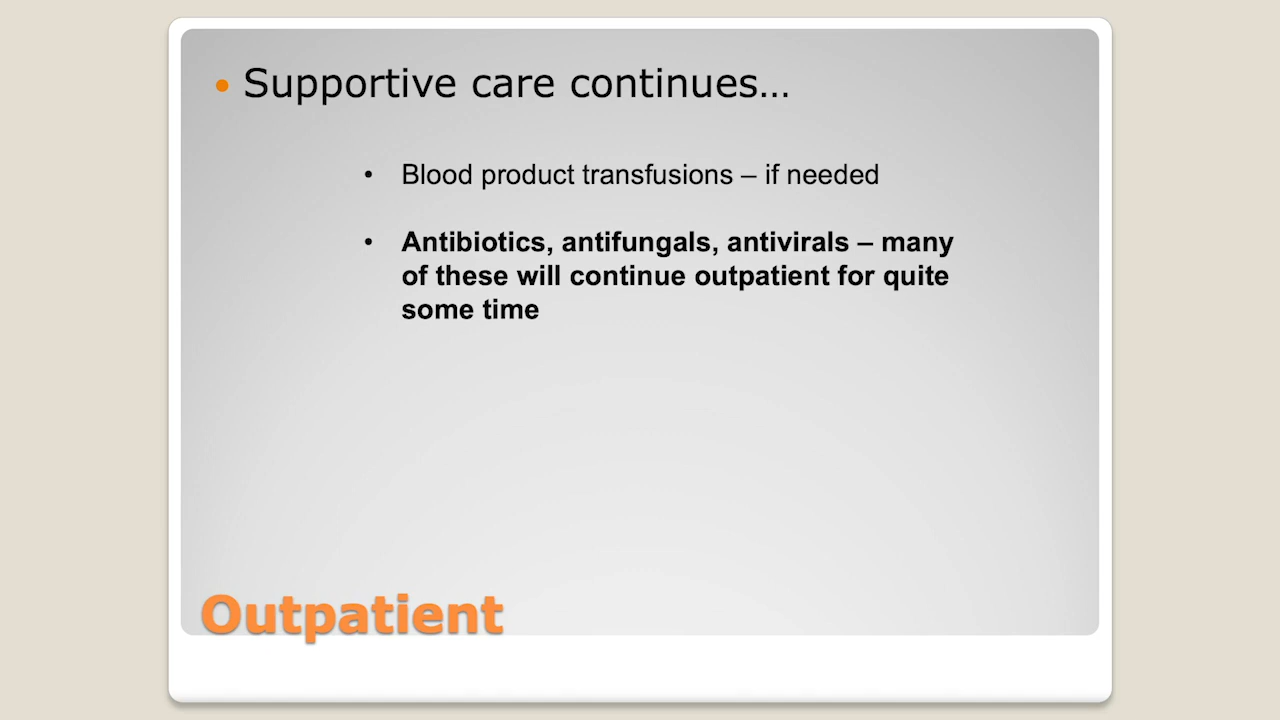 • Supportive care continues…
• Blood product transfusions – if needed
• Antibiotics, antifungals, antivirals – many
of these will continue outpatient for quite
some time
Outpatient